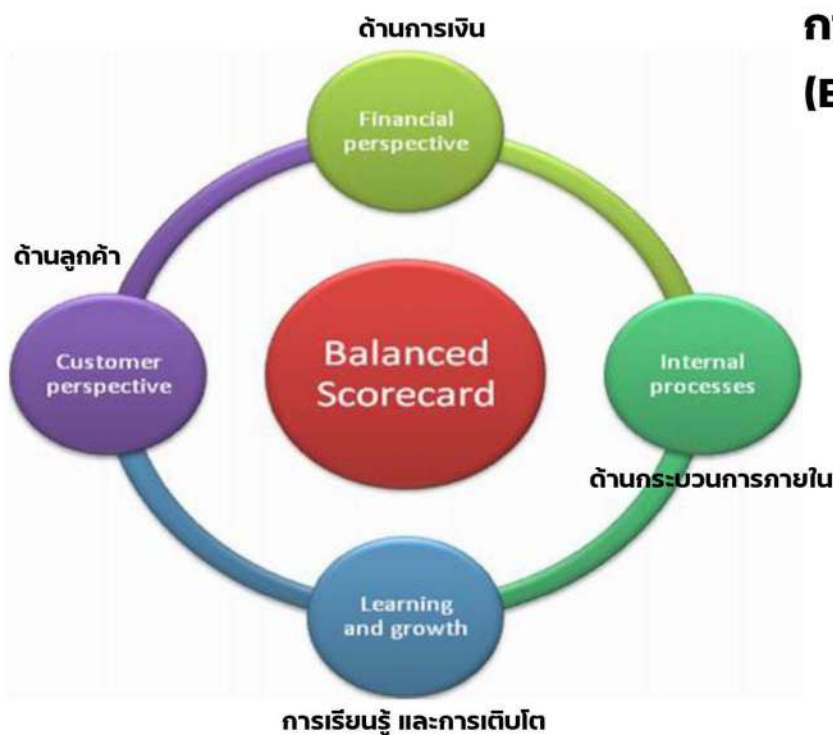 ด้านการเงิน
Financial
perspective
ด้านลูกค้า
Customer
perspective
Balanced
Scorecard
Internal
processes
ด้านกระบวนการภายใน
Learning
and growth
การเรียนรู้ และการเติบโต